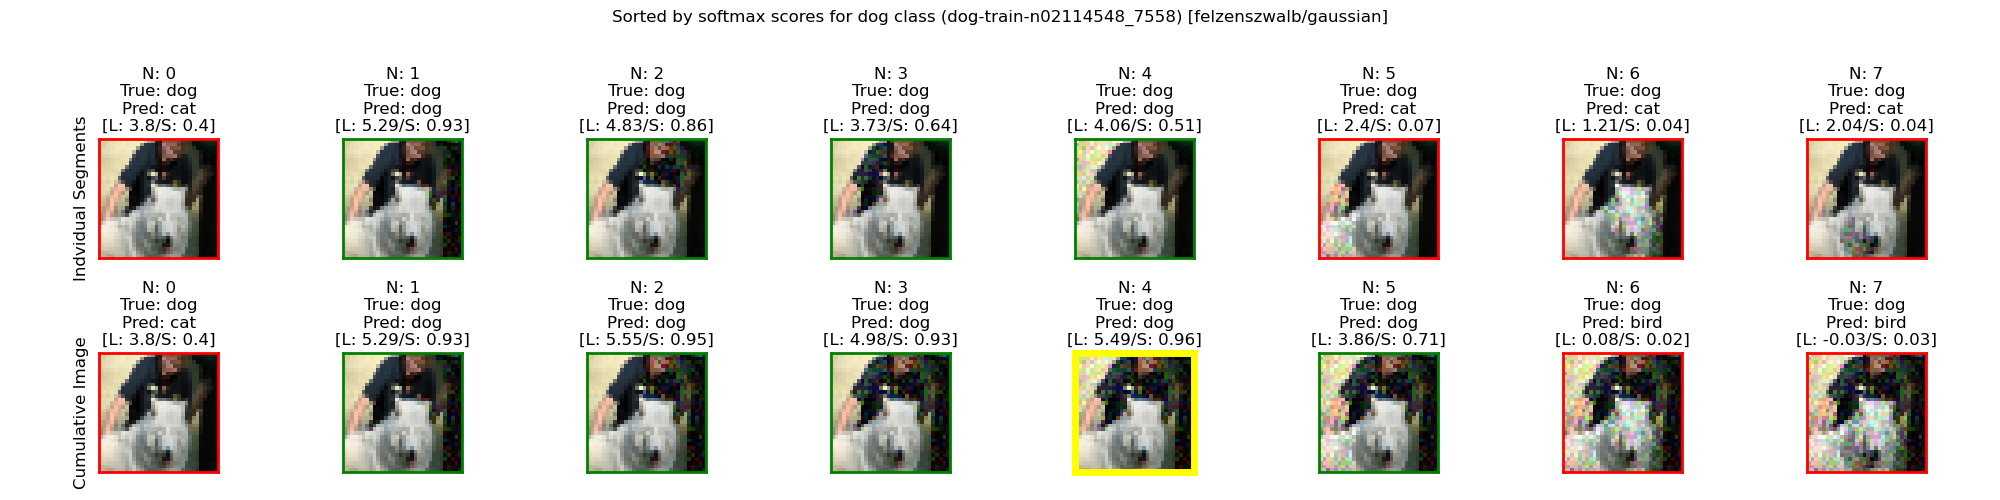 Sorted by softmax scores for dog class (dog-train-n02114548_7558) [felzenszwalb/gaussian]
Indvidual Segments
N: 0
True: dog
Pred: cat
[L: 3.8/S: 0.4]
N: 1
True: dog
Pred: dog
[L: 5.29/S: 0.93]
N: 2
True: dog
Pred: dog
[L: 4.83/S: 0.86]
N: 3
True: dog
Pred: dog
[L: 3.73/S: 0.64]
N: 4
True: dog
Pred: dog
[L: 4.06/S: 0.51]
N: 5
True: dog
Pred: cat
[L: 2.4/S: 0.07]
N: 6
True: dog
Pred: cat
[L: 1.21/S: 0.04]
N: 7
True: dog
Pred: cat
[L: 2.04/S: 0.04]
Cumulative Image
N: 0
True: dog
Pred: cat
[L: 3.8/S: 0.4]
N: 1
True: dog
Pred: dog
[L: 5.29/S: 0.93]
N: 2
True: dog
Pred: dog
[L: 5.55/S: 0.95]
N: 3
True: dog
Pred: dog
[L: 4.98/S: 0.93]
N: 4
True: dog
Pred: dog
[L: 5.49/S: 0.96]
N: 5
True: dog
Pred: dog
[L: 3.86/S: 0.71]
N: 6
True: dog
Pred: bird
[L: 0.08/S: 0.02]
N: 7
True: dog
Pred: bird
[L: -0.03/S: 0.03]